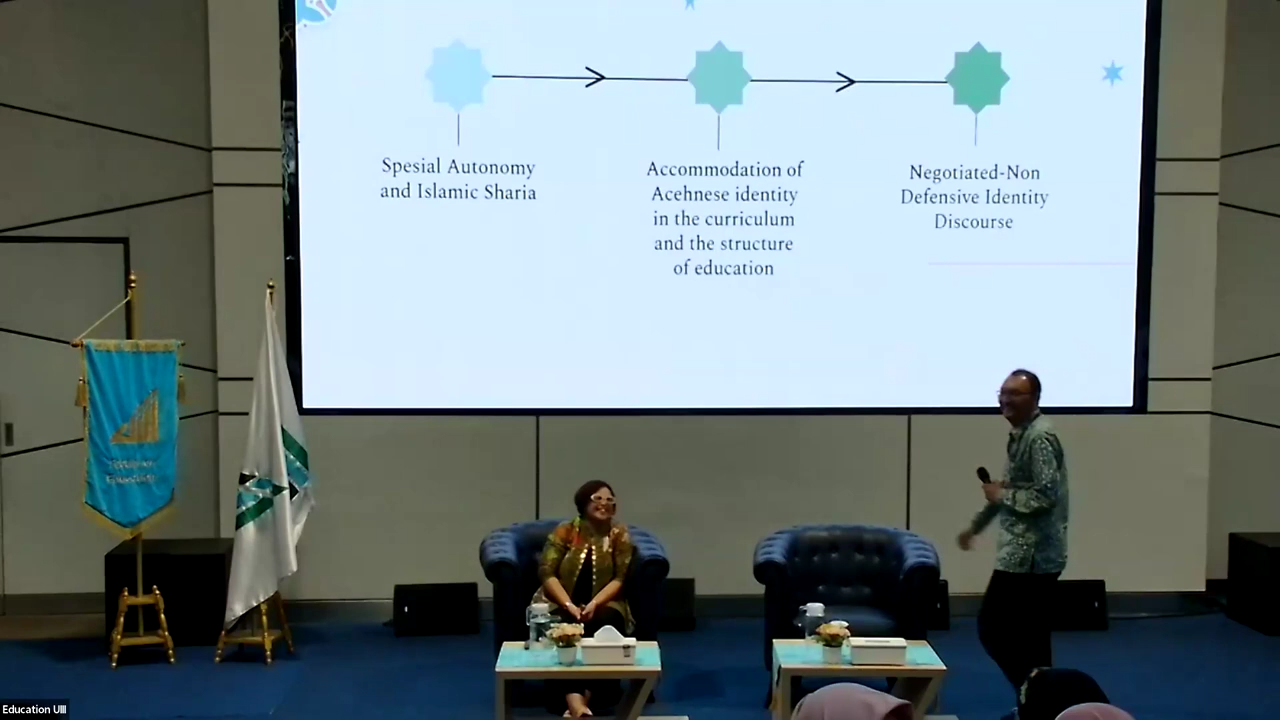 Spesial Autonomy
and Islamic Sharia
Accommodation of
Acehnese identity
in the curriculum
and the structure
of education
Negotiated-Non
Defensive Identity
Discourse
Education UIII